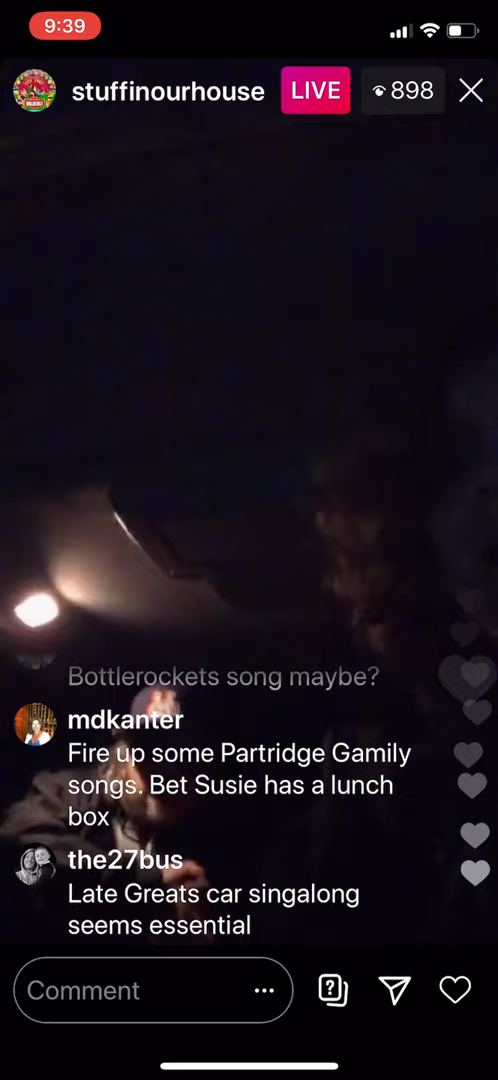 9:39
stuffinourhouse LIVE 898
Bottlerockets song maybe?
mdkanter
Fire up some Partridge Gamily
songs. Bet Susie has a lunch
box
the27bus
Late Greats car singalong
seems essential
Comment ...